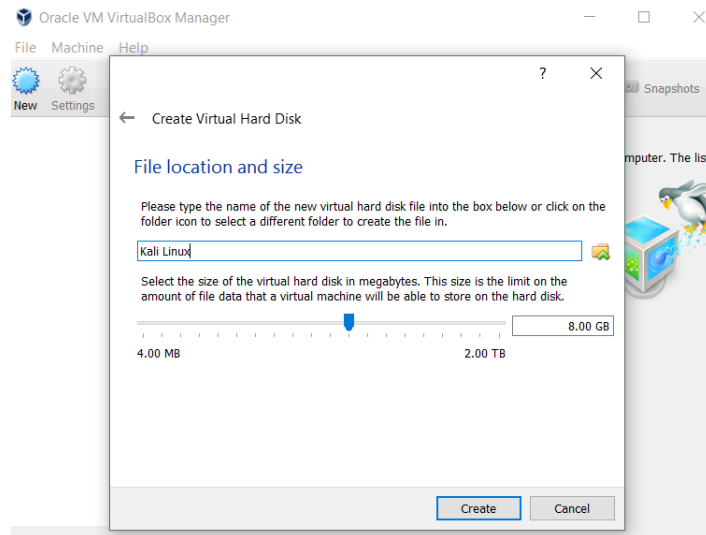 Oracle VM VirtualBox Manager
File Machine Help
New Settings
Snapshots
? 
Create Virtual Hard Disk
File location and size
mputer. The lis
Please type the name of the new virtual hard disk file into the box below or click on the
folder icon to select a different folder to create the file in.
Kali Linux
Select the size of the virtual hard disk in megabytes. This size is the limit on the
amount of file data that a virtual machine will be able to store on the hard disk.
8.00 GB
4.00 MB 2.00 TB
Create Cancel